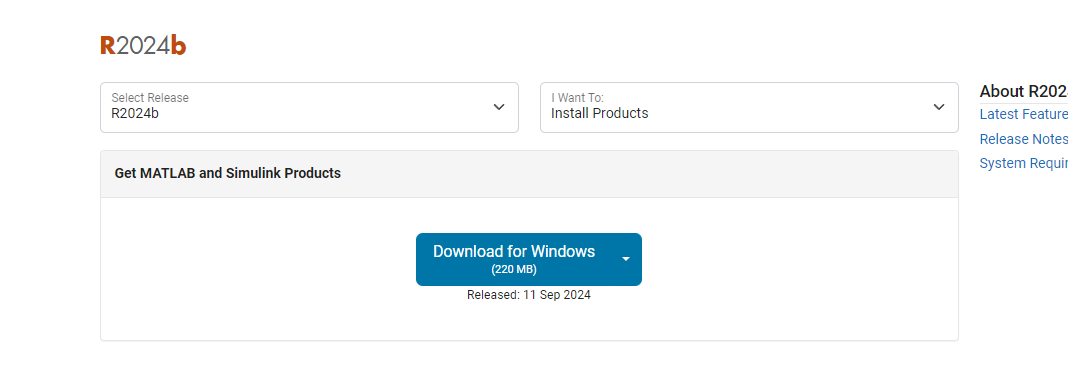 R2024b
Select Release
R2024b
I Want To:
Install Products
Get MATLAB and Simulink Products
Download for Windows
(220 MB)
Released: 11 Sep 2024
About R202
Latest Feature
Release Notes
System Requir